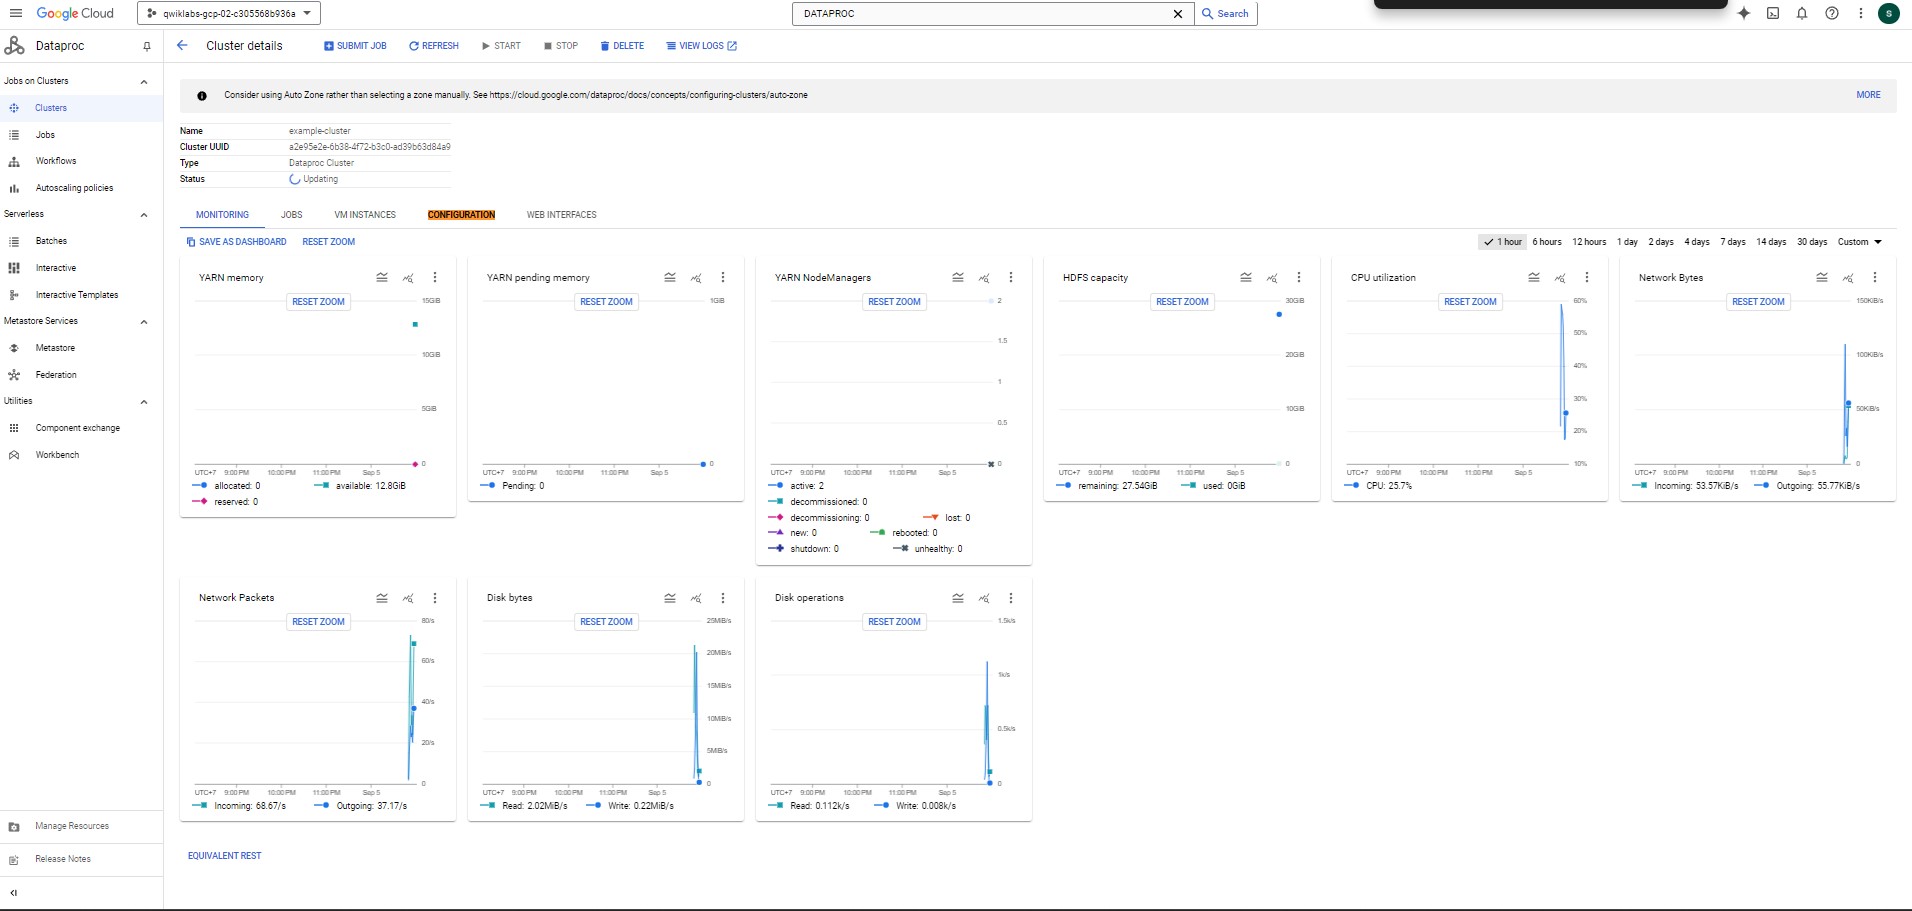 Google Cloud
qwiklabs-gcp-02-c305568b936a
DATAPROC
Search
S
Dataproc
Cluster details
SUBMIT JOB
REFRESH
START
STOP
DELETE
VIEW LOGS
Jobs on Clusters
Clusters
Jobs
Workflows
Autoscaling policies
Serverless
Batches
Interactive
Interactive Templates
Metastore Services
Metastore
Federation
Utilities
Component exchange
Workbench
Manage Resources
Release Notes
Consider using Auto Zone rather than selecting a zone manually. See https://cloud.google.com/dataproc/docs/concepts/configuring-clusters/auto-zone
MORE
Name example-cluster
Cluster UUID a2e95e2e-6b38-4f72-b3c0-ad39b63d84a9
Type Dataproc Cluster
Status Updating
MONITORING JOBS VM INSTANCES CONFIGURATION WEB INTERFACES
SAVE AS DASHBOARD RESET ZOOM
1 hour 6 hours 12 hours 1 day 2 days 4 days 7 days 14 days 30 days Custom
YARN memory
RESET ZOOM
15GiB
10GiB
5GiB
0
UTC+7 9:00 PM 10:00 PM 11:00 PM Sep 5
allocated: 0 available: 12.8GiB
reserved: 0
YARN pending memory
RESET ZOOM
1GiB
0
UTC+7 9:00 PM 10:00 PM 11:00 PM Sep 5
Pending: 0
YARN NodeManagers
RESET ZOOM
2
1.5
1
0.5
0
UTC+7 9:00 PM 10:00 PM 11:00 PM Sep 5
active: 2
decommissioned: 0
decommissioning: 0 lost: 0
new: 0 rebooted: 0
shutdown: 0 unhealthy: 0
HDFS capacity
RESET ZOOM
30GiB
20GiB
10GiB
0
UTC+7 9:00 PM 10:00 PM 11:00 PM Sep 5
remaining: 27.54GiB used: 0GiB
CPU utilization
RESET ZOOM
60%
50%
40%
30%
20%
10%
UTC+7 9:00 PM 10:00 PM 11:00 PM Sep 5
CPU: 25.7%
Network Bytes
RESET ZOOM
150KiB/s
100KiB/s
50KiB/s
0
UTC+7 9:00 PM 10:00 PM 11:00 PM Sep 5
Incoming: 53.57KiB/s Outgoing: 55.77KiB/s
Network Packets
RESET ZOOM
80/s
60/s
40/s
20/s
0
UTC+7 9:00 PM 10:00 PM 11:00 PM Sep 5
Incoming: 68.67/s Outgoing: 37.17/s
Disk bytes
RESET ZOOM
25MiB/s
20MiB/s
15MiB/s
10MiB/s
5MiB/s
0
UTC+7 9:00 PM 10:00 PM 11:00 PM Sep 5
Read: 2.02MiB/s Write: 0.22MiB/s
Disk operations
RESET ZOOM
1.5k/s
1k/s
0.5k/s
0
UTC+7 9:00 PM 10:00 PM 11:00 PM Sep 5
Read: 0.112k/s Write: 0.008k/s
EQUIVALENT REST